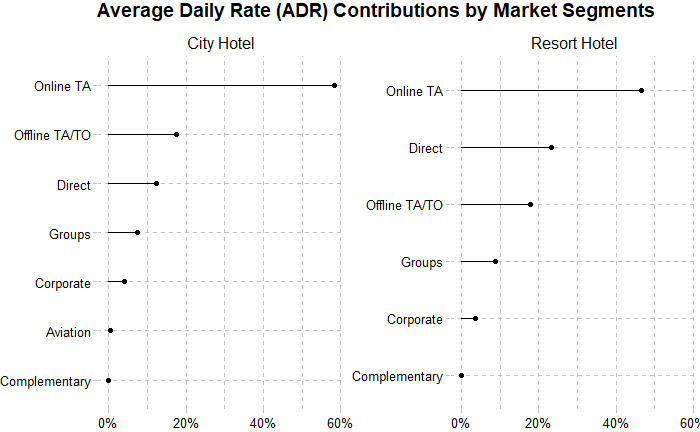 Average Daily Rate (ADR) Contributions by Market Segments
City Hotel
Online TA
Offline TA/TO
Direct
Groups
Corporate
Aviation
Complementary
0% 20% 40% 60%
Resort Hotel
Online TA
Direct
Offline TA/TO
Groups
Corporate
Complementary
0% 20% 40% 60